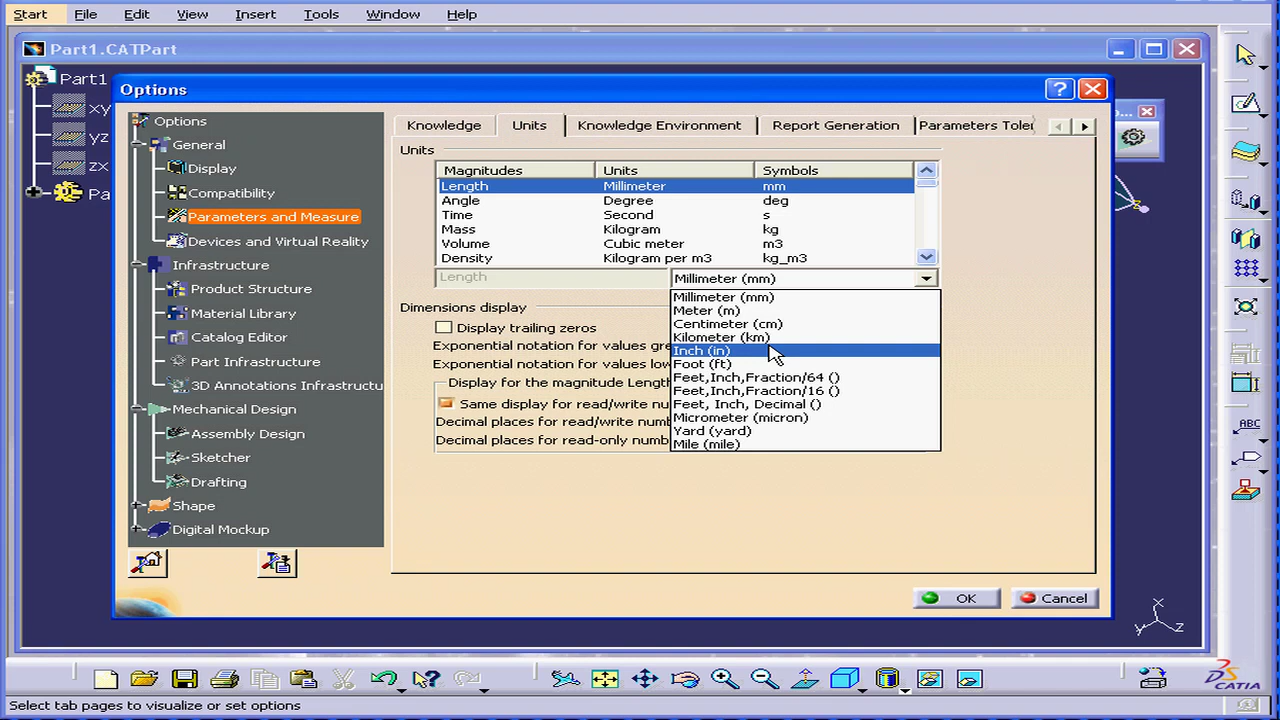 Start File Edit View Insert Tools Window Help
Part1.CATPart
Part1
xy
yz
zx
Pa
Options
Options
General
Display
Compatibility
Parameters and Measure
Devices and Virtual Reality
Infrastructure
Product Structure
Material Library
Catalog Editor
Part Infrastructure
3D Annotations Infrastructu
Mechanical Design
Assembly Design
Sketcher
Drafting
Shape
Digital Mockup
Knowledge Units Knowledge Environment Report Generation Parameters Toler
Units
Magnitudes Units Symbols
Length Millimeter mm
Angle Degree deg
Time Second s
Mass Kilogram kg
Volume Cubic meter m3
Density Kilogram per m3 kg_m3
Length Millimeter (mm)
Millimeter (mm)
Meter (m)
Centimeter (cm)
Kilometer (km)
Inch (in)
Foot (ft)
Feet,Inch,Fraction/64 ()
Feet,Inch,Fraction/16 ()
Feet, Inch, Decimal ()
Micrometer (micron)
Yard (yard)
Mile (mile)
Dimensions display
Display trailing zeros
Exponential notation for values gre
Exponential notation for values low
Display for the magnitude Length
Same display for read/write nu
Decimal places for read/write numb
Decimal places for read-only numb
OK Cancel
x
y z
ABC
DS CATIA
Select tab pages to visualize or set options